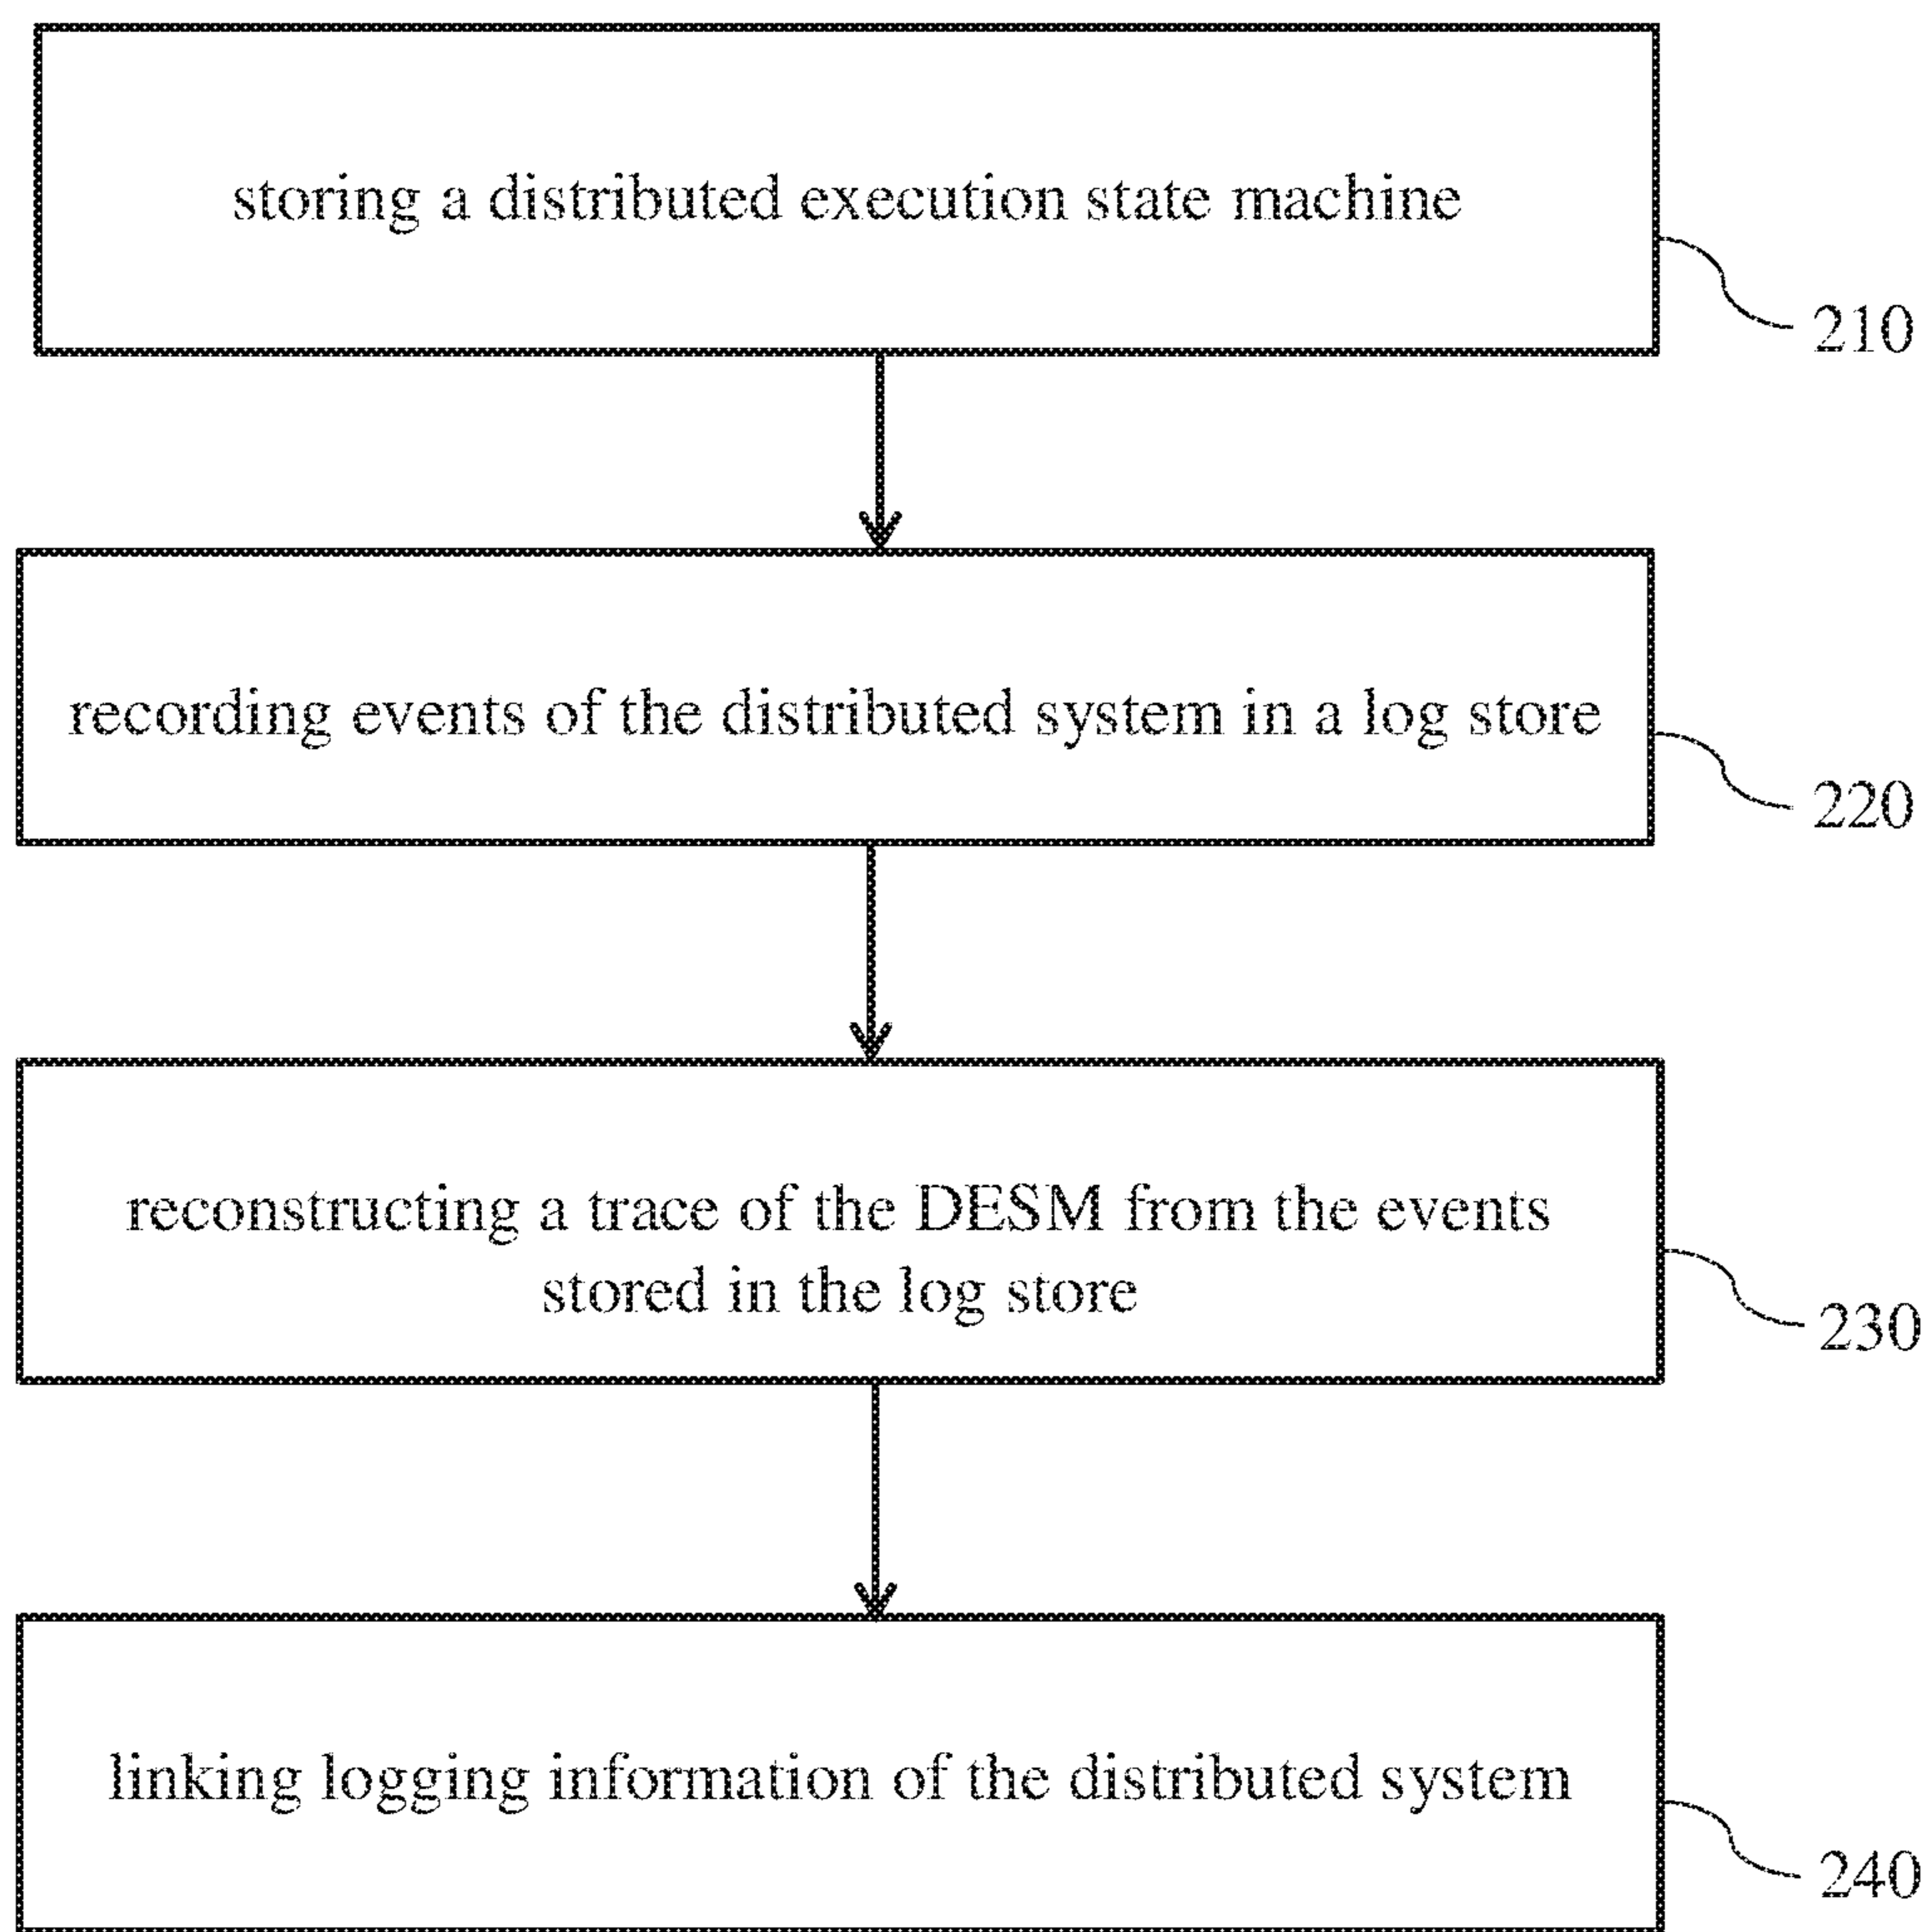 storing a distributed execution state machine
210
recording events of the distributed system in a log store
220
reconstructing a trace of the DESM from the events
stored in the log store
230
linking logging information of the distributed system
240